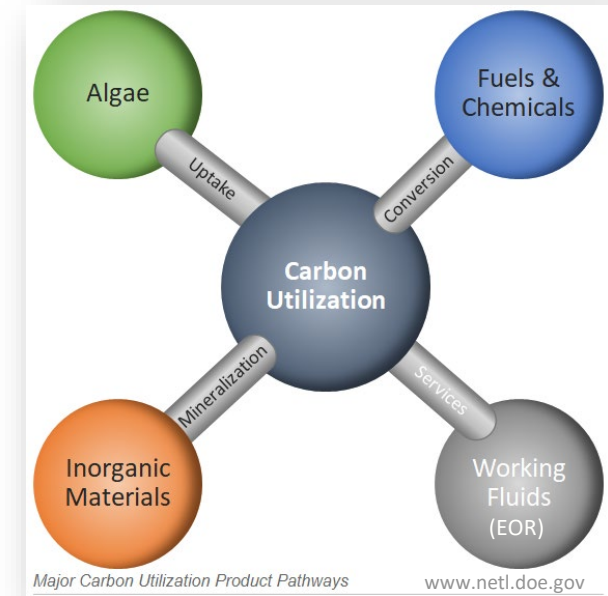 Algae
Fuels &
Chemicals
Uptake
Conversion
Carbon
Utilization
Mineralization
Services
Inorganic
Materials
Working
Fluids
(EOR)
Major Carbon Utilization Product Pathways
www.netl.doe.gov